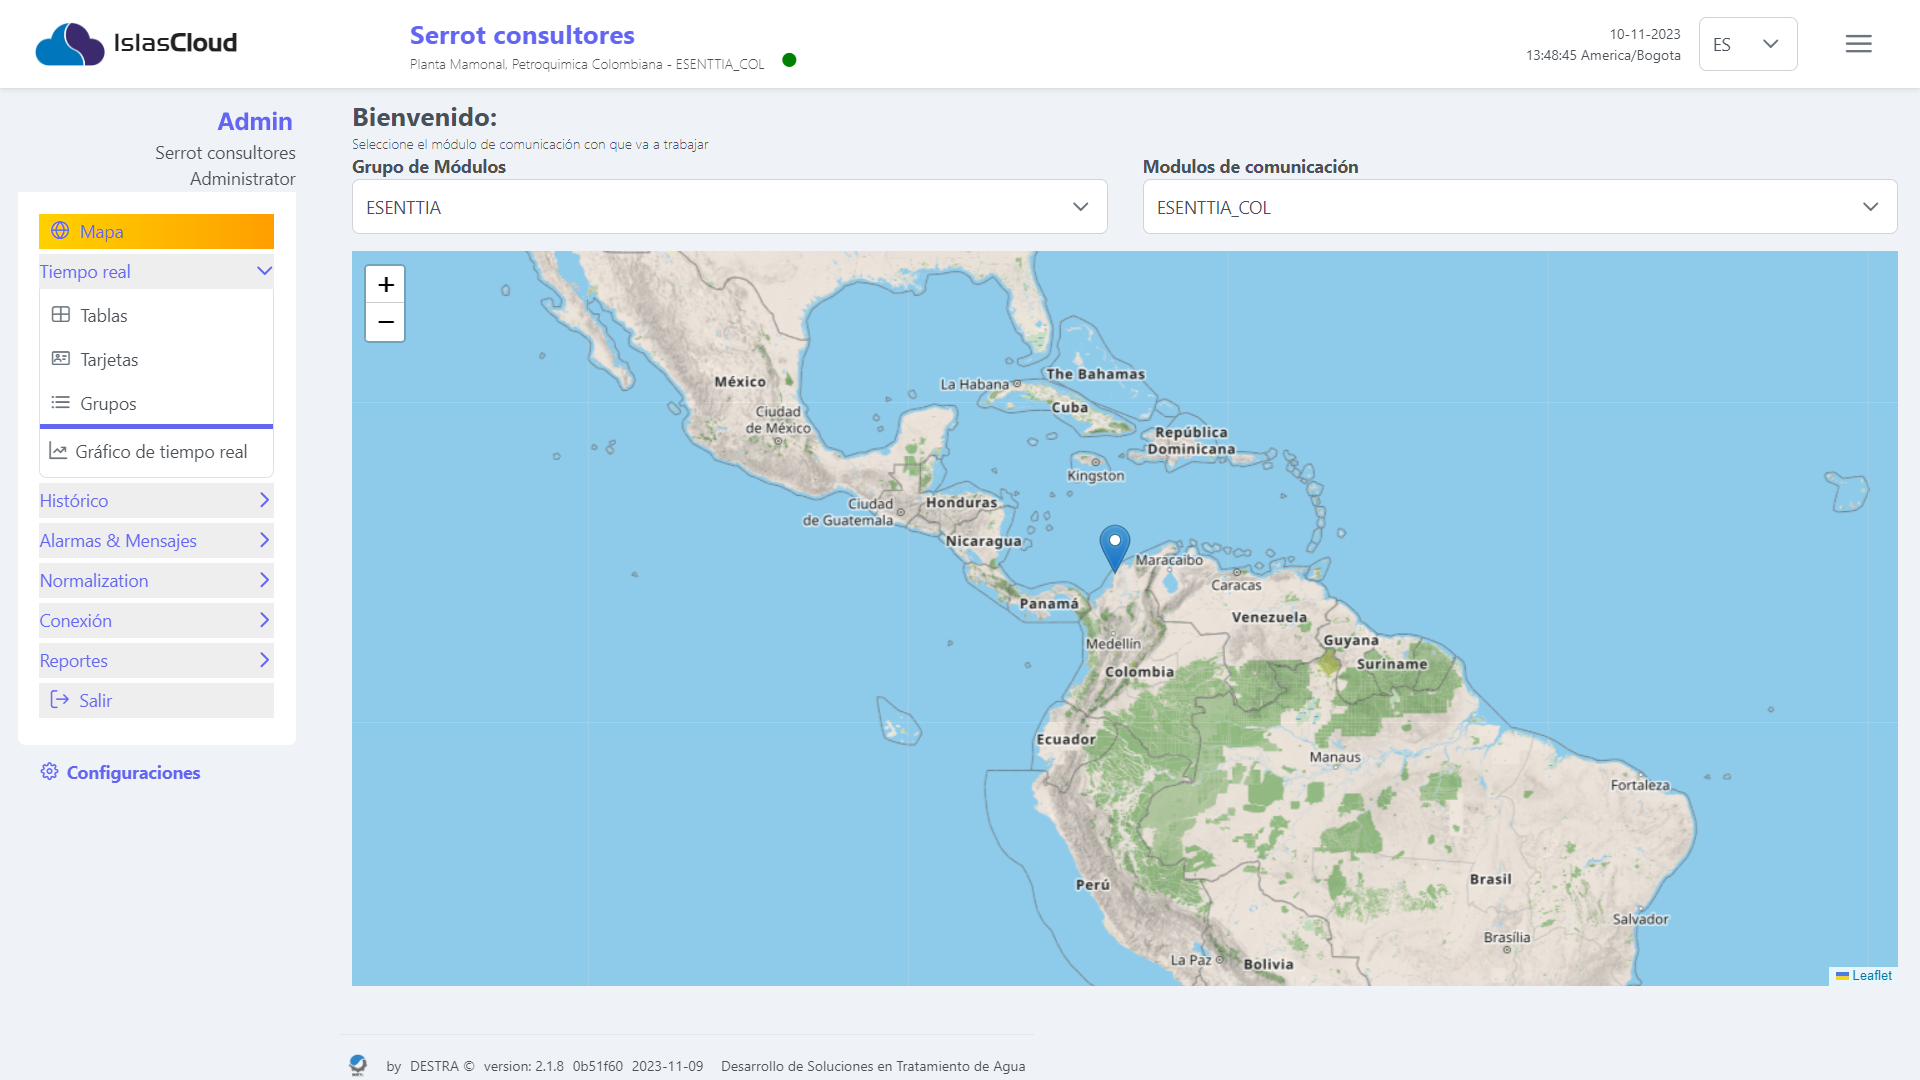 IslasCloud
Serrot consultores
Planta Mamonal, Petroquimica Colombiana - ESENTTIA_COL
10-11-2023
13:48:45 America/Bogota
ES
Admin
Serrot consultores
Administrator
Mapa
Tiempo real
Tablas
Tarjetas
Grupos
Gráfico de tiempo real
Histórico
Alarmas & Mensajes
Normalization
Conexión
Reportes
Salir
Configuraciones
Bienvenido:
Seleccione el módulo de comunicación con que va a trabajar
Grupo de Módulos
ESENTTIA
Modulos de comunicación
ESENTTIA_COL
+
−
México
Ciudad
de México
La Habana
The Bahamas
Cuba
República
Dominicana
Kingston
Ciudad
de Guatemala
Honduras
Nicaragua
Maracaibo
Caracas
Panamá
Venezuela
Medellín
Guyana
Colombia
Suriname
Ecuador
Manaus
Fortaleza
Perú
Brasil
Salvador
Brasília
La Paz
Bolivia
Leaflet
by DESTRA © version: 2.1.8 0b51f60 2023-11-09 Desarrollo de Soluciones en Tratamiento de Agua